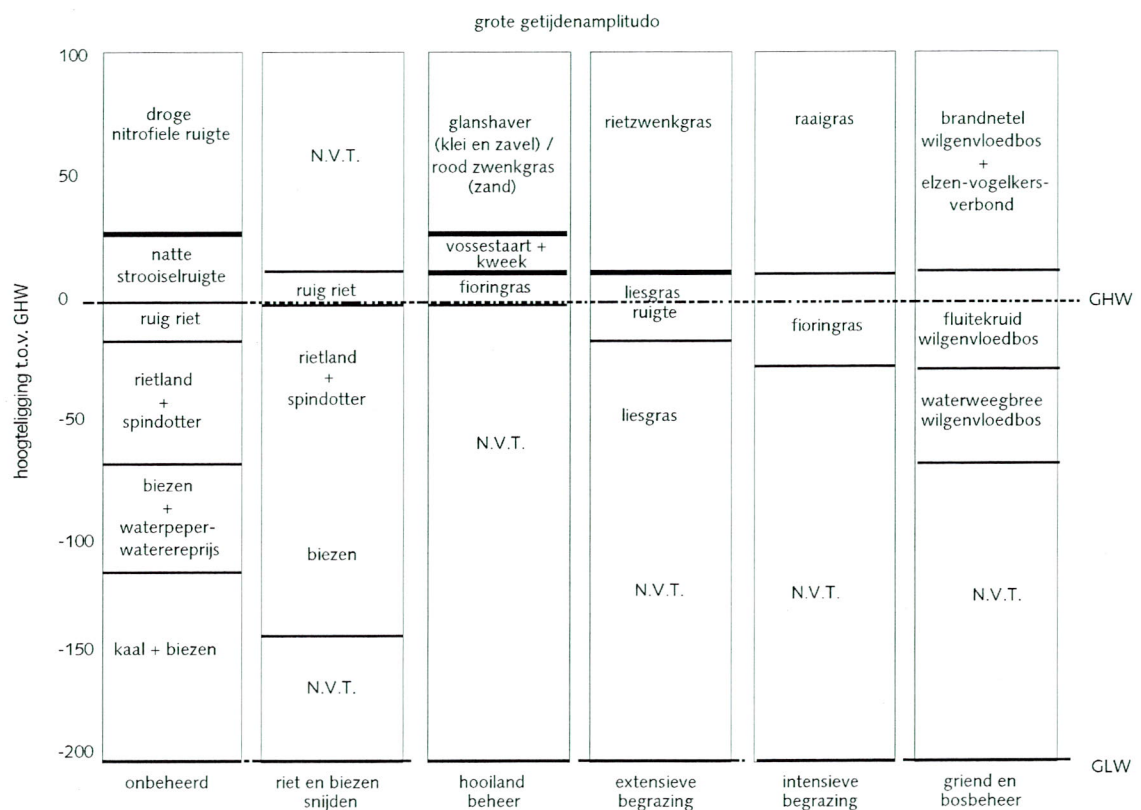 grote getijdenamplitudo
hoogteligging t.o.v. GHW
100
50
0
-50
-100
-150
-200
droge
nitrofiele ruigte
natte
strooiselruigte
ruig riet
rietland
+
spindotter
biezen
+
waterpeper-
waterereprijs
kaal + biezen
onbeheerd
N.V.T.
ruig riet
rietland
+
spindotter
biezen
N.V.T.
riet en biezen
snijden
glanshaver
(klei en zavel) /
rood zwenkgras
(zand)
vossestaart +
kweek
fioringras
N.V.T.
hooiland
beheer
rietzwenkgras
liesgras
ruigte
liesgras
N.V.T.
extensieve
begrazing
raaigras
fioringras
N.V.T.
intensieve
begrazing
brandnetel
wilgenvloedbos
+
elzen-vogelkers-
verbond
fluitekruid
wilgenvloedbos
waterweegbree
wilgenvloedbos
N.V.T.
griend en
bosbeheer
GHW
GLW